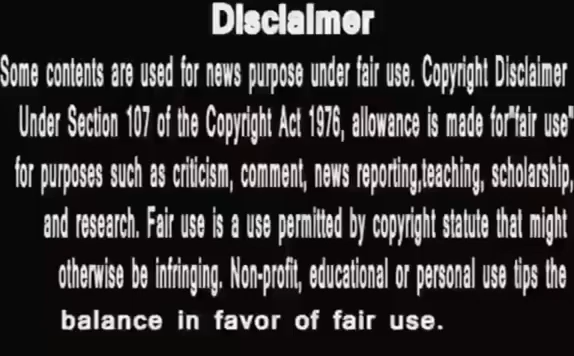 Disclaimer
Some contents are used for news purpose under fair use. Copyright Disclaimer
Under Section 107 of the Copyright Act 1976, allowance is made for"fair use"
for purposes such as criticism, comment, news reporting,teaching, scholarship,
and research. Fair use is a use permitted by copyright statute that might
otherwise be infringing. Non-profit, educational or personal use tips the
balance in favor of fair use.